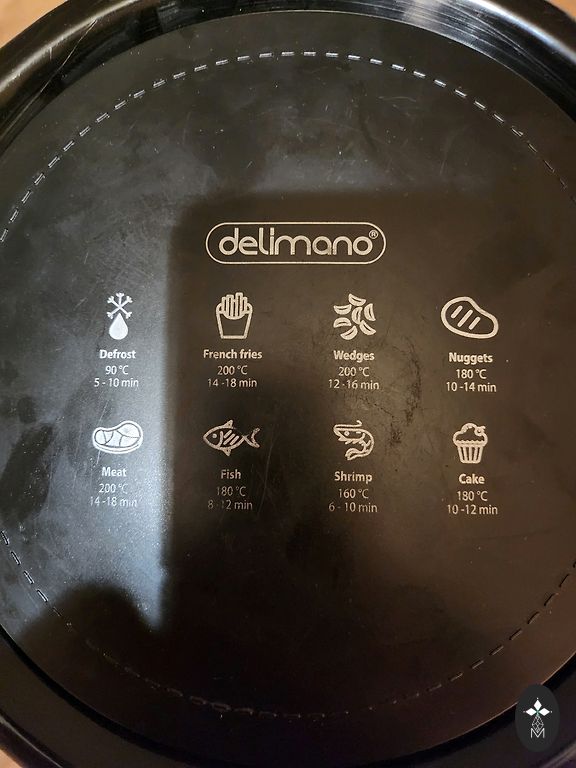 delimano®
Defrost
90 °C
5 - 10 min
French fries
200 °C
14 -18 min
Wedges
200 °C
12 -16 min
Nuggets
180 °C
10 -14 min
Meat
200 °C
14 -18 min
Fish
180 °C
8 -12 min
Shrimp
160 °C
6 - 10 min
Cake
180 °C
10 -12 min
M